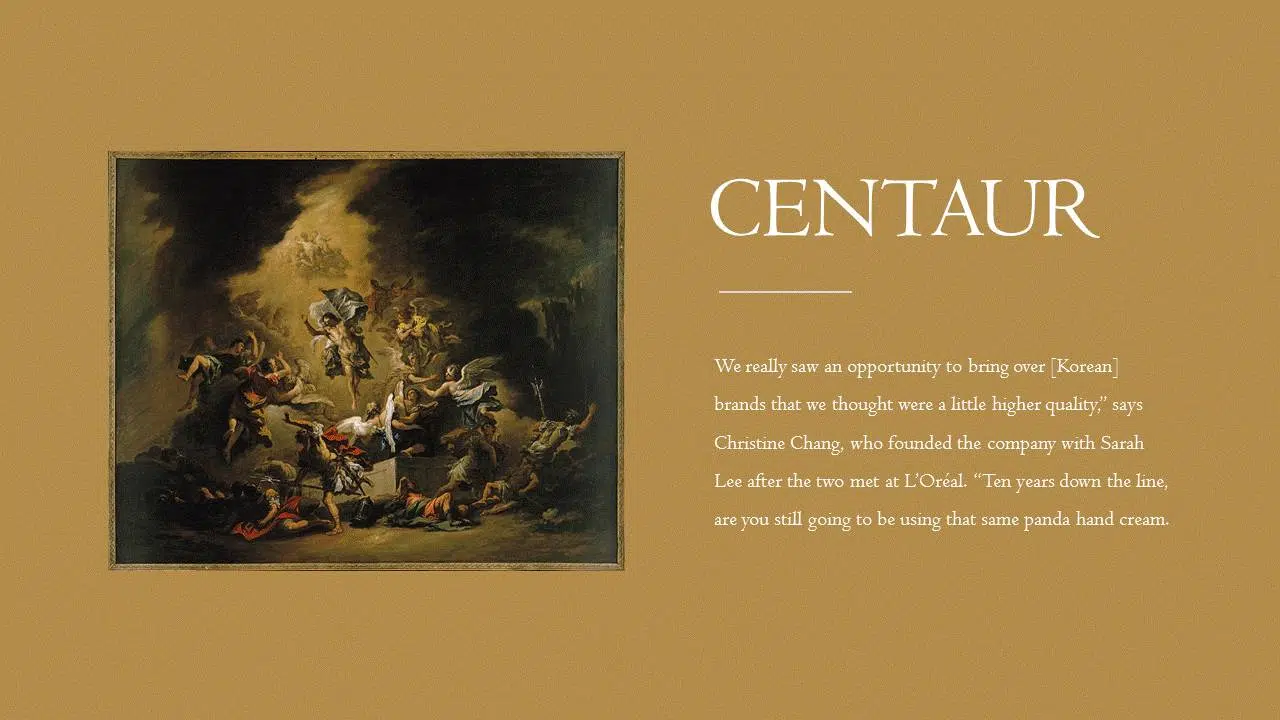 CENTAUR
We really saw an opportunity to bring over [Korean]
brands that we thought were a little higher quality,” says
Christine Chang, who founded the company with Sarah
Lee after the two met at L’Oréal. “Ten years down the line,
are you still going to be using that same panda hand cream.